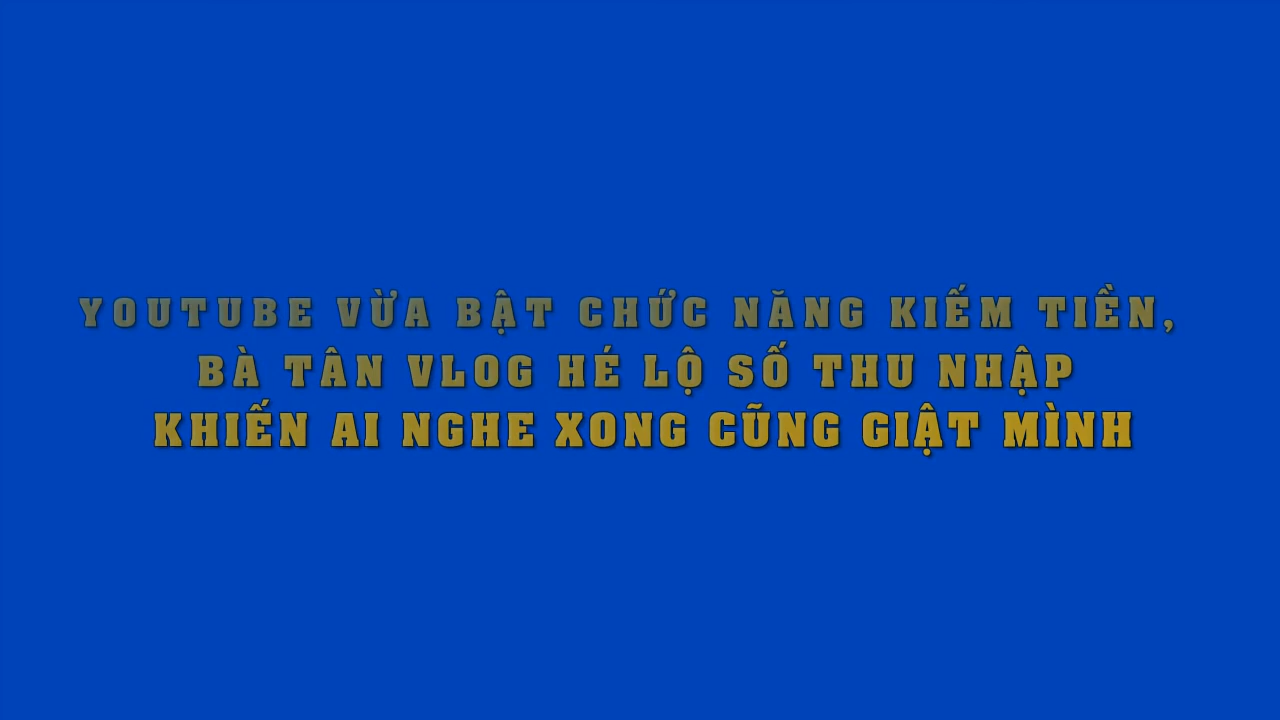 YOUTUBE VỪA BẬT CHỨC NĂNG KIẾM TIỀN,
BÀ TÂN VLOG HÉ LỘ SỐ THU NHẬP
KHIẾN AI NGHE XONG CŨNG GIẬT MÌNH